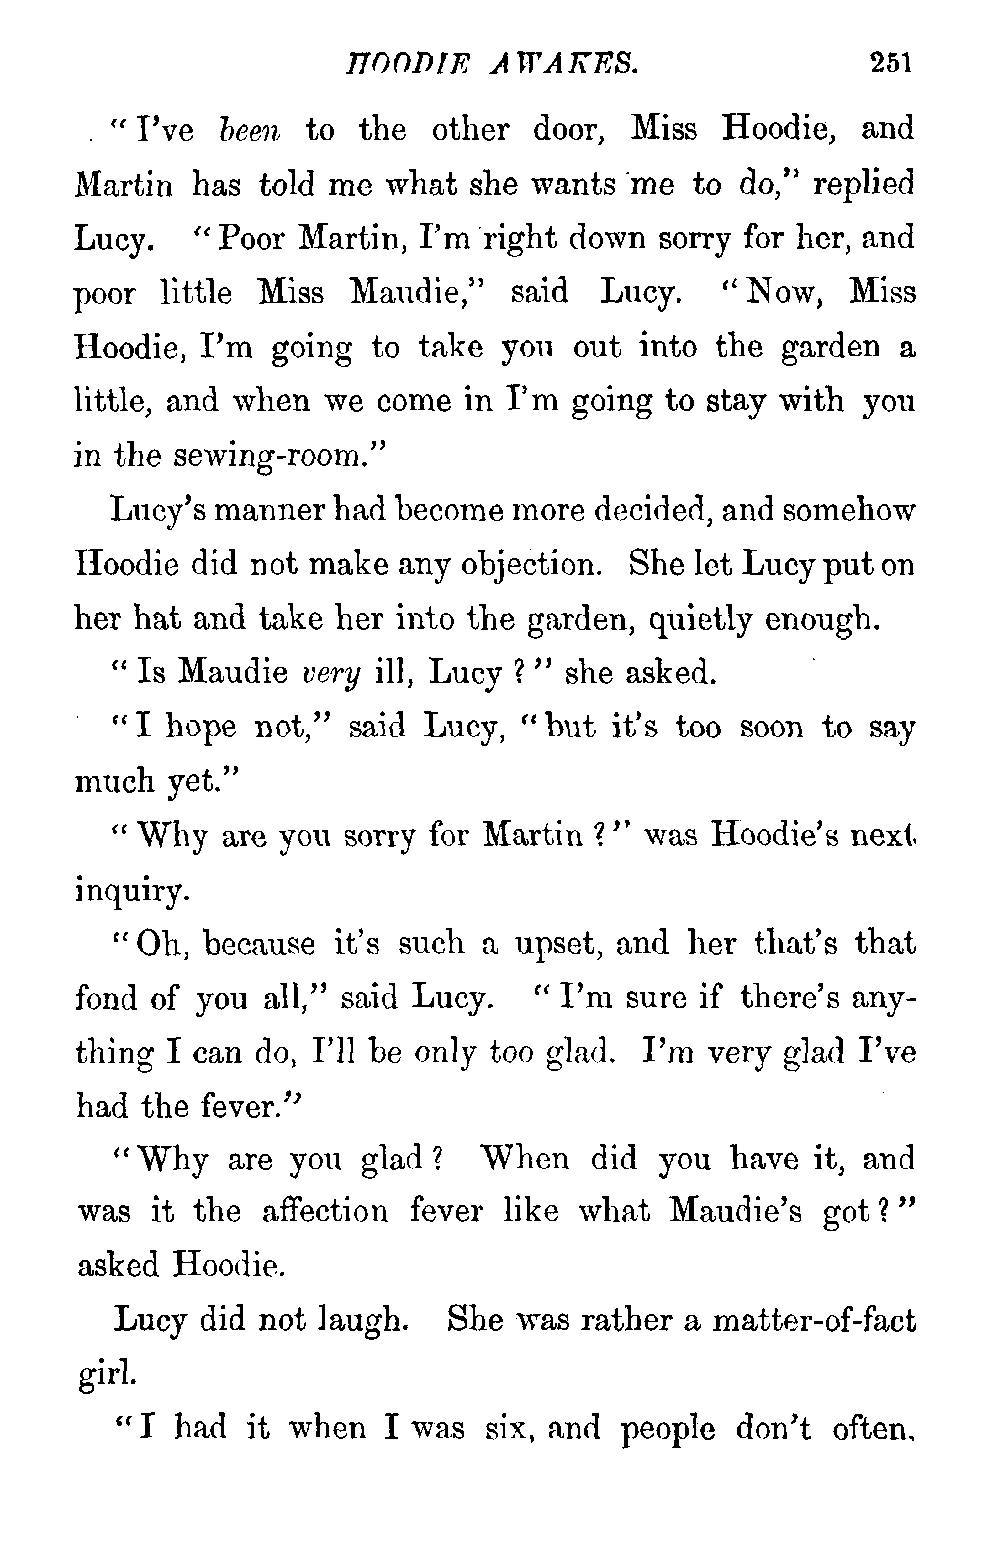 HOODIE AWAKES. 251
"I've been to the other door, Miss Hoodie, and
Martin has told me what she wants me to do," replied
Lucy. "Poor Martin, I'm right down sorry for her, and
poor little Miss Maudie," said Lucy. "Now, Miss
Hoodie, I'm going to take you out into the garden a
little, and when we come in I'm going to stay with you
in the sewing-room."
Lucy's manner had become more decided, and somehow
Hoodie did not make any objection. She let Lucy put on
her hat and take her into the garden, quietly enough.
"Is Maudie very ill, Lucy?" she asked.
"I hope not," said Lucy, "but it's too soon to say
much yet."
"Why are you sorry for Martin?" was Hoodie's next
inquiry.
"Oh, because it's such a upset, and her that's that
fond of you all," said Lucy. "I'm sure if there's any-
thing I can do, I'll be only too glad. I'm very glad I've
had the fever."
"Why are you glad? When did you have it, and
was it the affection fever like what Maudie's got?"
asked Hoodie.
Lucy did not laugh. She was rather a matter-of-fact
girl.
"I had it when I was six, and people don't often,